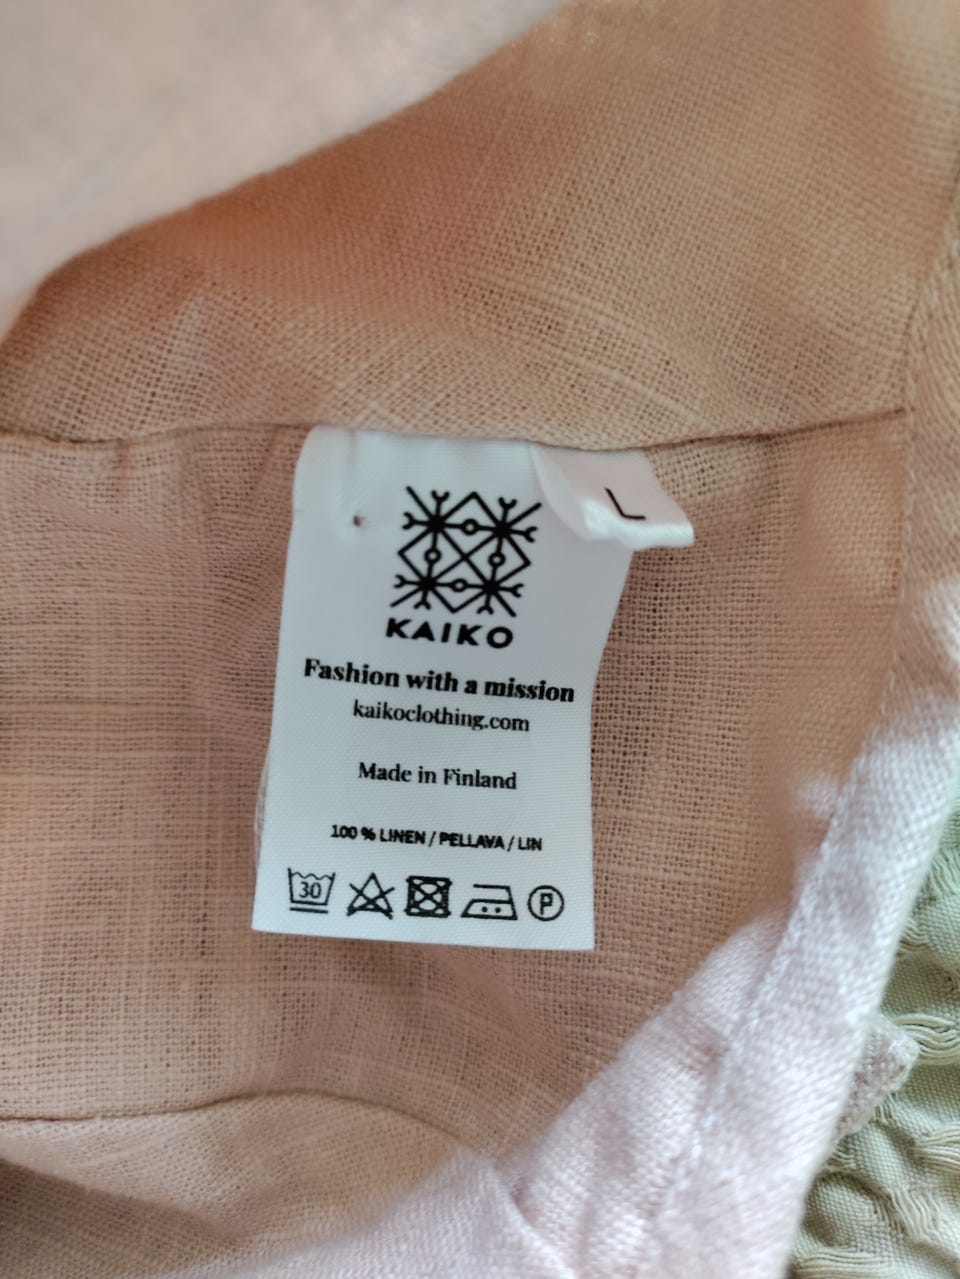 L
KAIKO
Fashion with a mission
kaikoclothing.com
Made in Finland
100 % LINEN / PELLAVA / LIN
30 P